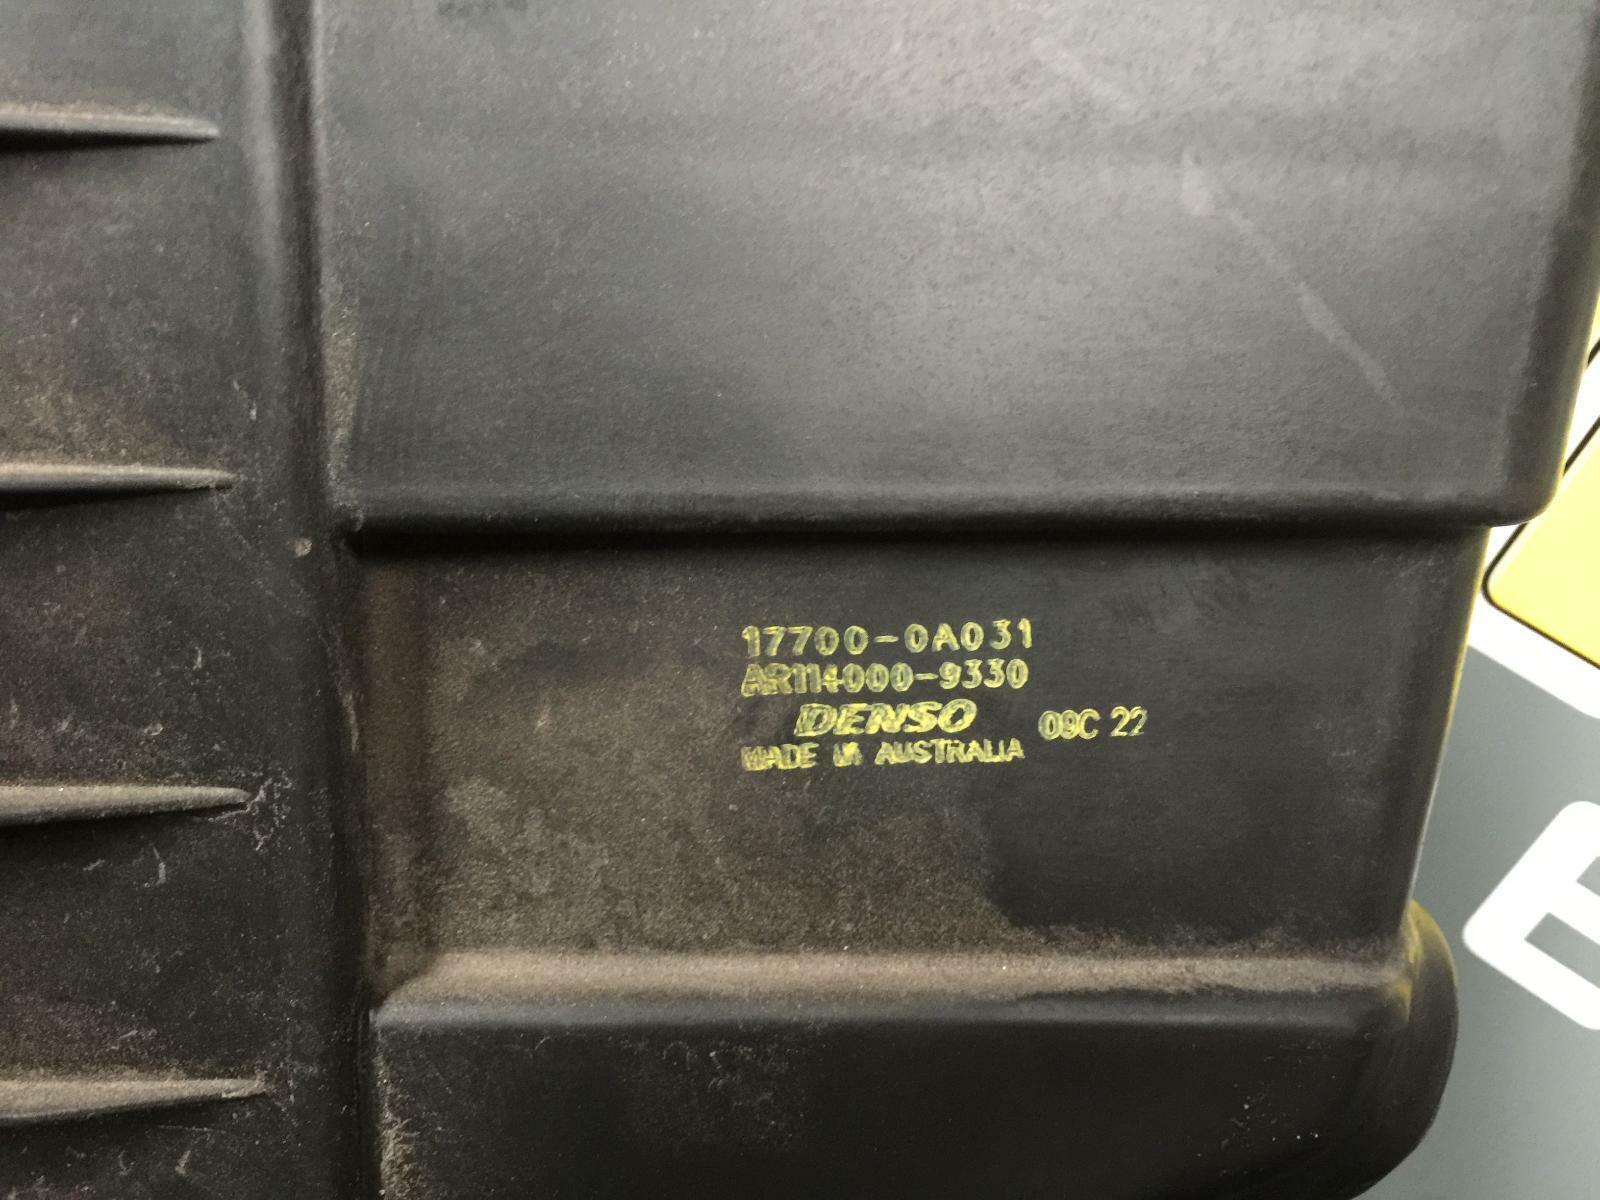 17700-0A031
AR114000-9330
DENSO 09C 22
MADE IN AUSTRALIA
E